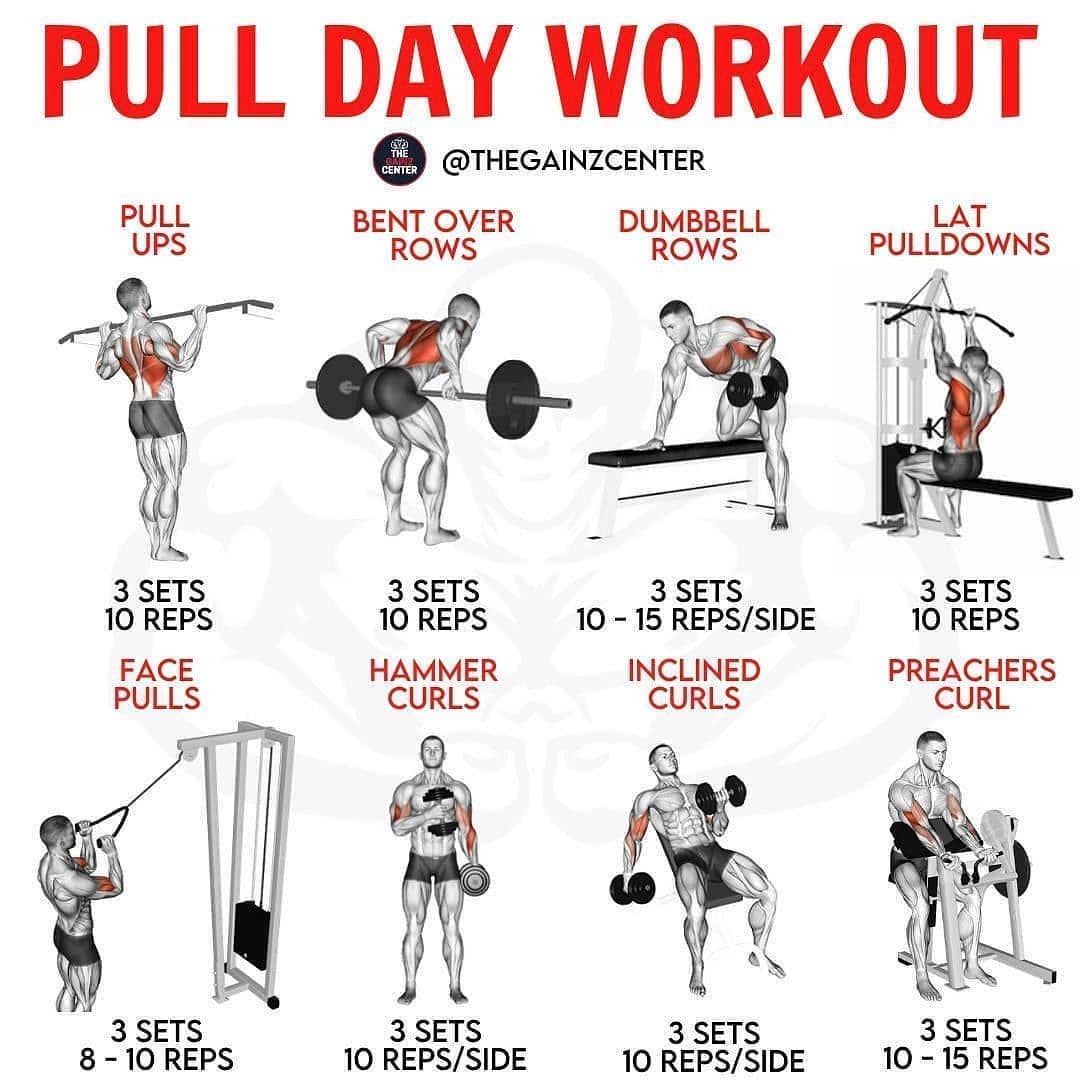 PULL DAY WORKOUT
THE
GAINZ
CENTER
@THEGAINZCENTER
PULL
UPS
BENT OVER
ROWS
DUMBBELL
ROWS
LAT
PULLDOWNS
3 SETS
10 REPS
3 SETS
10 REPS
3 SETS
10 - 15 REPS/SIDE
3 SETS
10 REPS
FACE
PULLS
HAMMER
CURLS
INCLINED
CURLS
PREACHERS
CURL
3 SETS
8 - 10 REPS
3 SETS
10 REPS/SIDE
3 SETS
10 REPS/SIDE
3 SETS
10 - 15 REPS